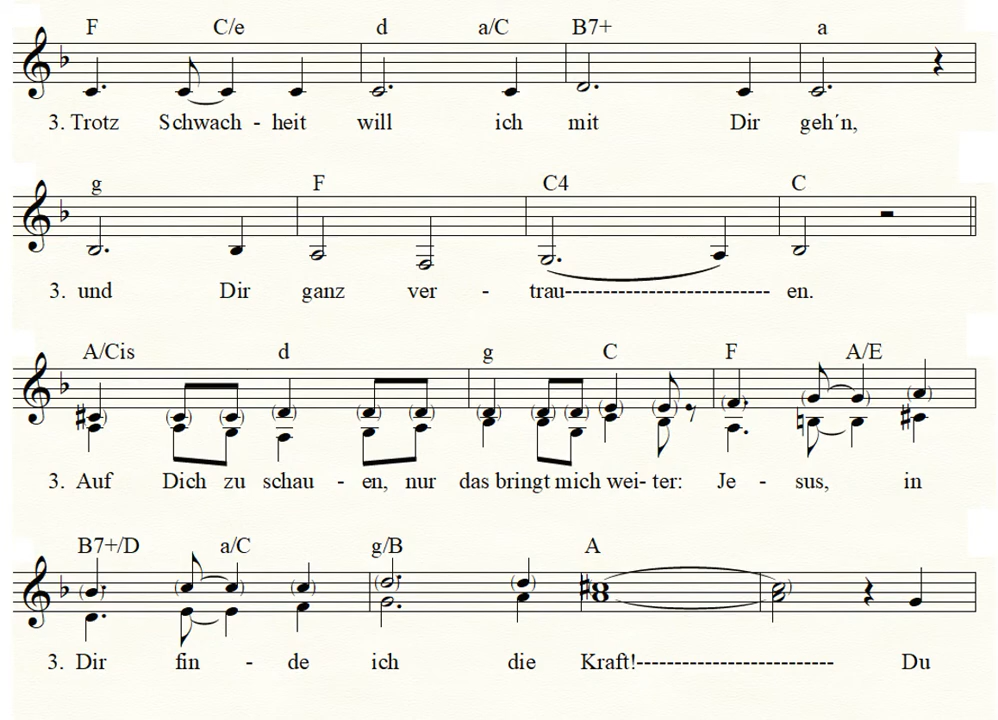 F C/e d a/C B7+ a
3. Trotz Schwach - heit will ich mit Dir geh´n,
g F C4 C
3. und Dir ganz ver - trau-------------------------- en.
A/Cis d g C F A/E
3. Auf Dich zu schau - en, nur das bringt mich wei- ter: Je - sus, in
B7+/D a/C g/B A
3. Dir fin - de ich die Kraft!------------------------- Du